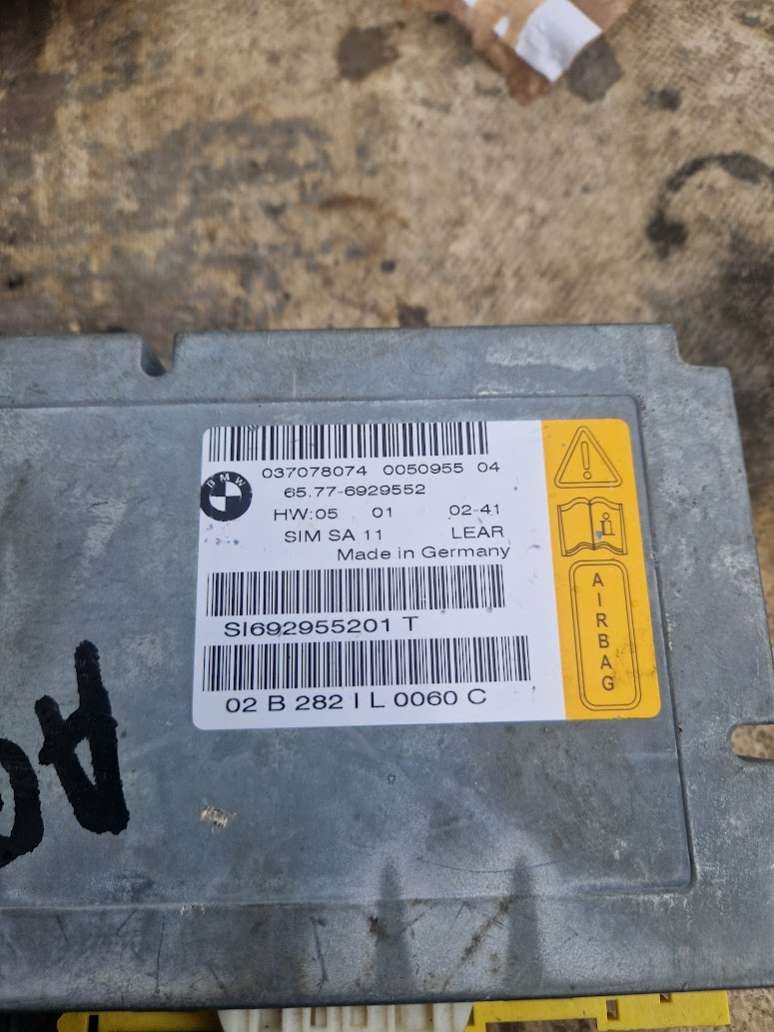 037078074 0050955 04
BMW
65.77-6929552
HW:05 01 02-41
SIM SA 11 LEAR
Made in Germany
SI692955201 T
02 B 282 I L 0060 C
AIRBAG